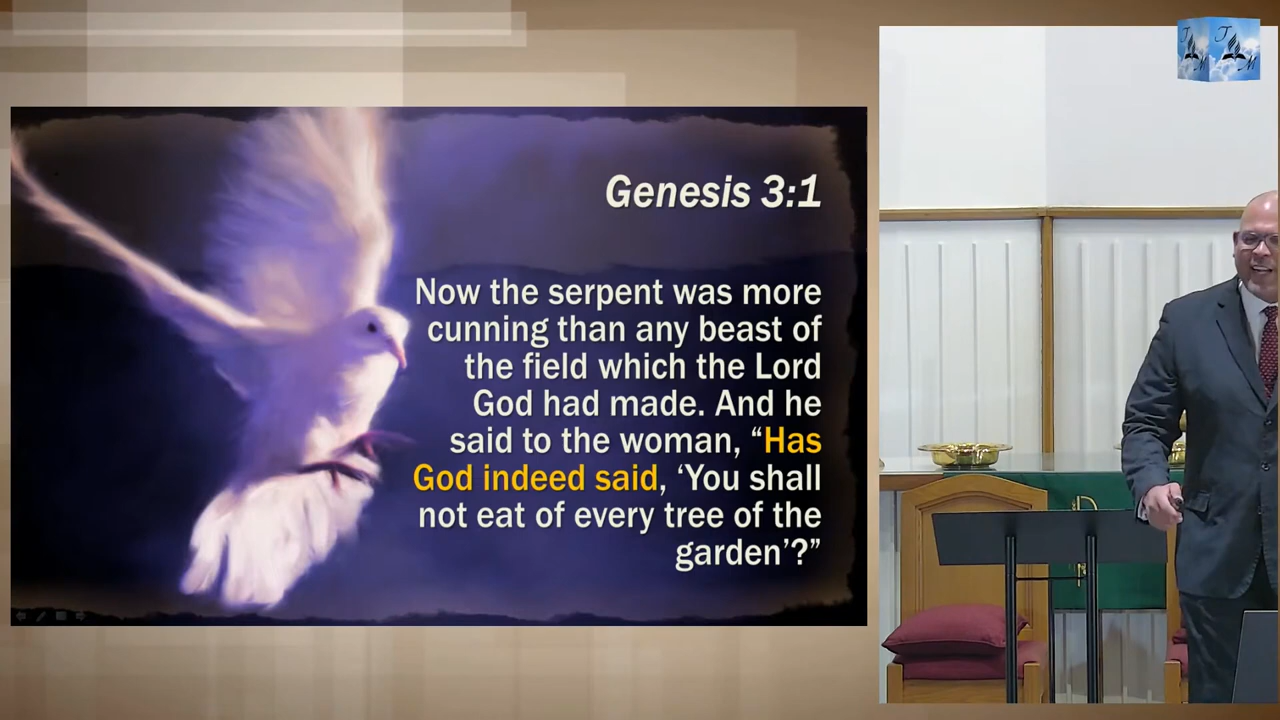 Genesis 3:1
Now the serpent was more
cunning than any beast of
the field which the Lord
God had made. And he
said to the woman, “Has
God indeed said, ‘You shall
not eat of every tree of the
garden’?”
T M T M